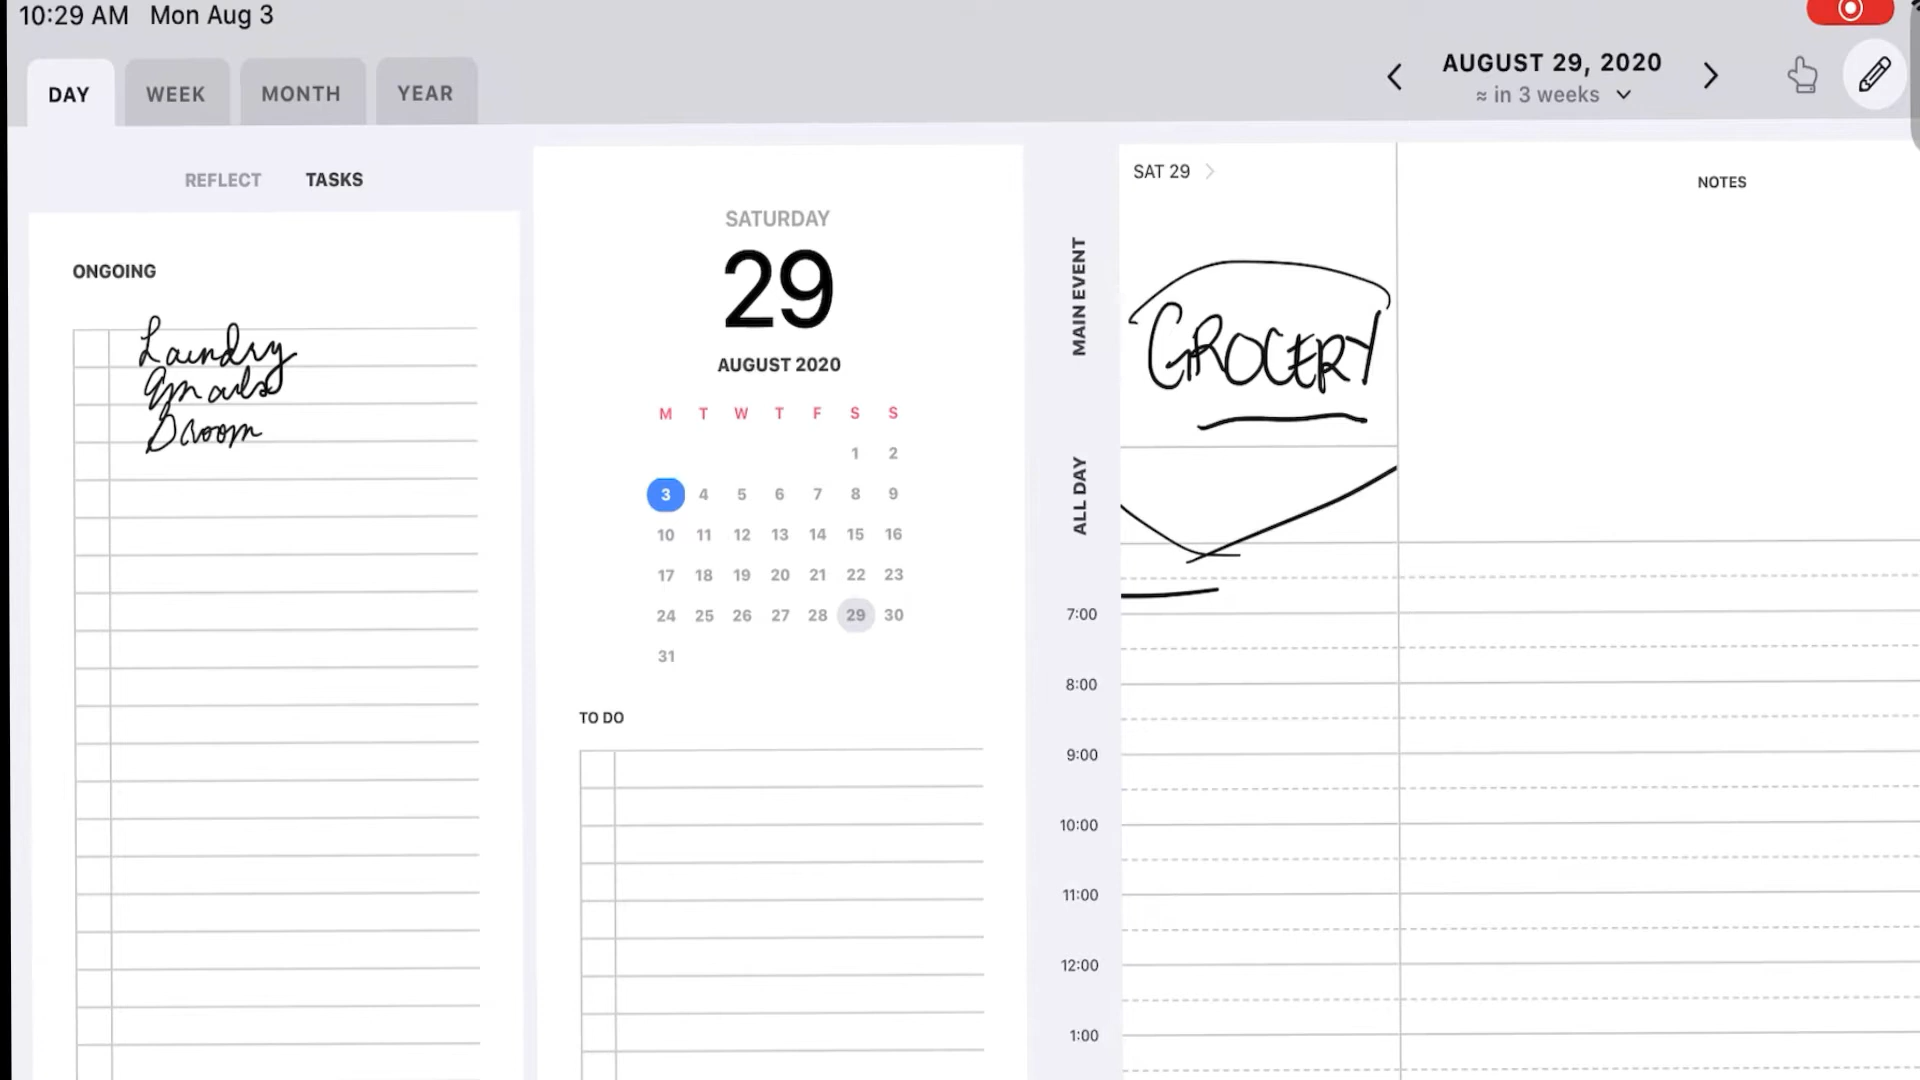 10:29 AM Mon Aug 3
DAY WEEK MONTH YEAR
AUGUST 29, 2020
≈ in 3 weeks
REFLECT TASKS
ONGOING
Laundry
Emails
SATURDAY
29
AUGUST 2020
M T W T F S S
1 2
3 4 5 6 7 8 9
10 11 12 13 14 15 16
17 18 19 20 21 22 23
24 25 26 27 28 29 30
31
TO DO
SAT 29
MAIN EVENT
GROCERY
ALL DAY
7:00
8:00
9:00
10:00
11:00
12:00
1:00
NOTES